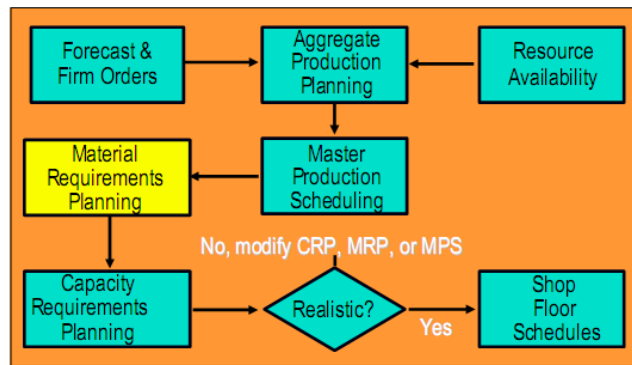 Forecast &
Firm Orders
Aggregate
Production
Planning
Resource
Availability
Material
Requirements
Planning
Master
Production
Scheduling
No, modify CRP, MRP, or MPS
Capacity
Requirements
Planning
Realistic?
Yes
Shop
Floor
Schedules